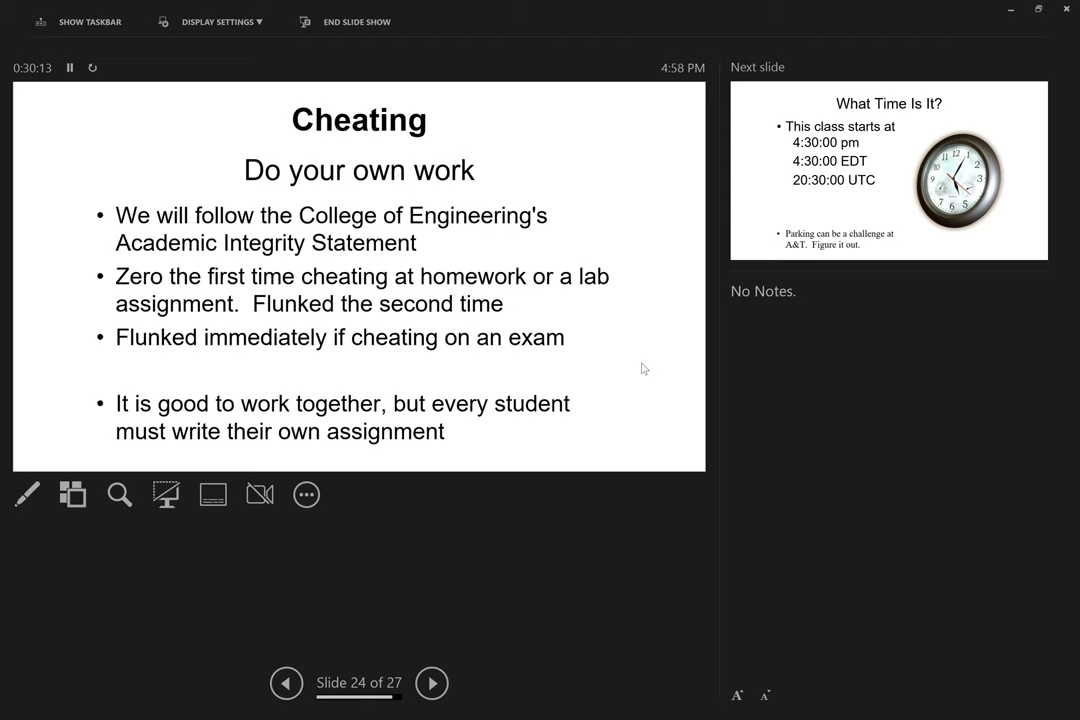 SHOW TASKBAR
DISPLAY SETTINGS ▼
END SLIDE SHOW
0:30:13
4:58 PM
Cheating
Do your own work
• We will follow the College of Engineering's
Academic Integrity Statement
• Zero the first time cheating at homework or a lab
assignment.  Flunked the second time
• Flunked immediately if cheating on an exam
• It is good to work together, but every student
must write their own assignment
Next slide
What Time Is It?
• This class starts at
4:30:00 pm
4:30:00 EDT
20:30:00 UTC
• Parking can be a challenge at
A&T.  Figure it out.
No Notes.
Slide 24 of 27
A A